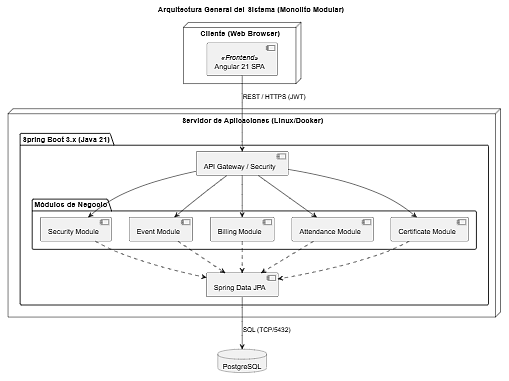 Arquitectura General del Sistema (Monolito Modular)
Cliente (Web Browser)
«Frontend»
Angular 21 SPA
REST / HTTPS (JWT)
Servidor de Aplicaciones (Linux/Docker)
Spring Boot 3.x (Java 21)
API Gateway / Security
Módulos de Negocio
Security Module
Event Module
Billing Module
Attendance Module
Certificate Module
Spring Data JPA
SQL (TCP/5432)
PostgreSQL